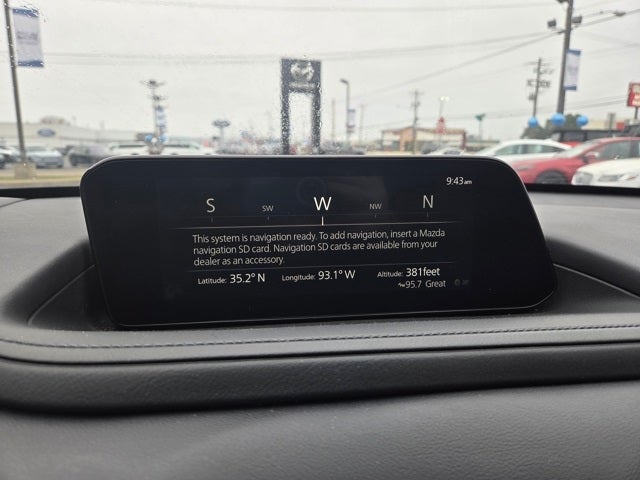 9:43am
S SW W NW N
This system is navigation ready. To add navigation, insert a Mazda
navigation SD card. Navigation SD cards are available from your
dealer as an accessory.
Latitude: 35.2° N Longitude: 93.1° W Altitude: 381feet
95.7 Great